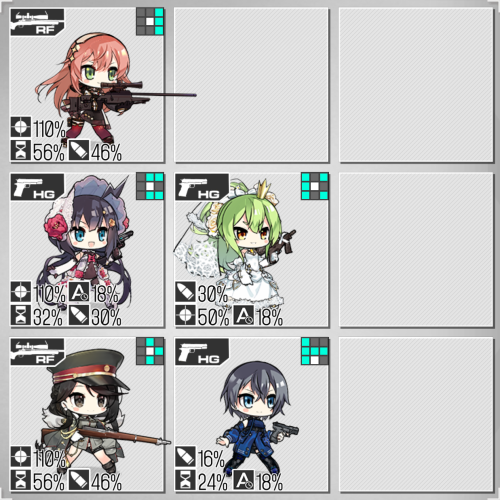 RF
110%
56% 46%
HG
110% A 18%
32% 30%
HG
30%
50% A 18%
RF
110%
56% 46%
HG
16%
24% A 18%